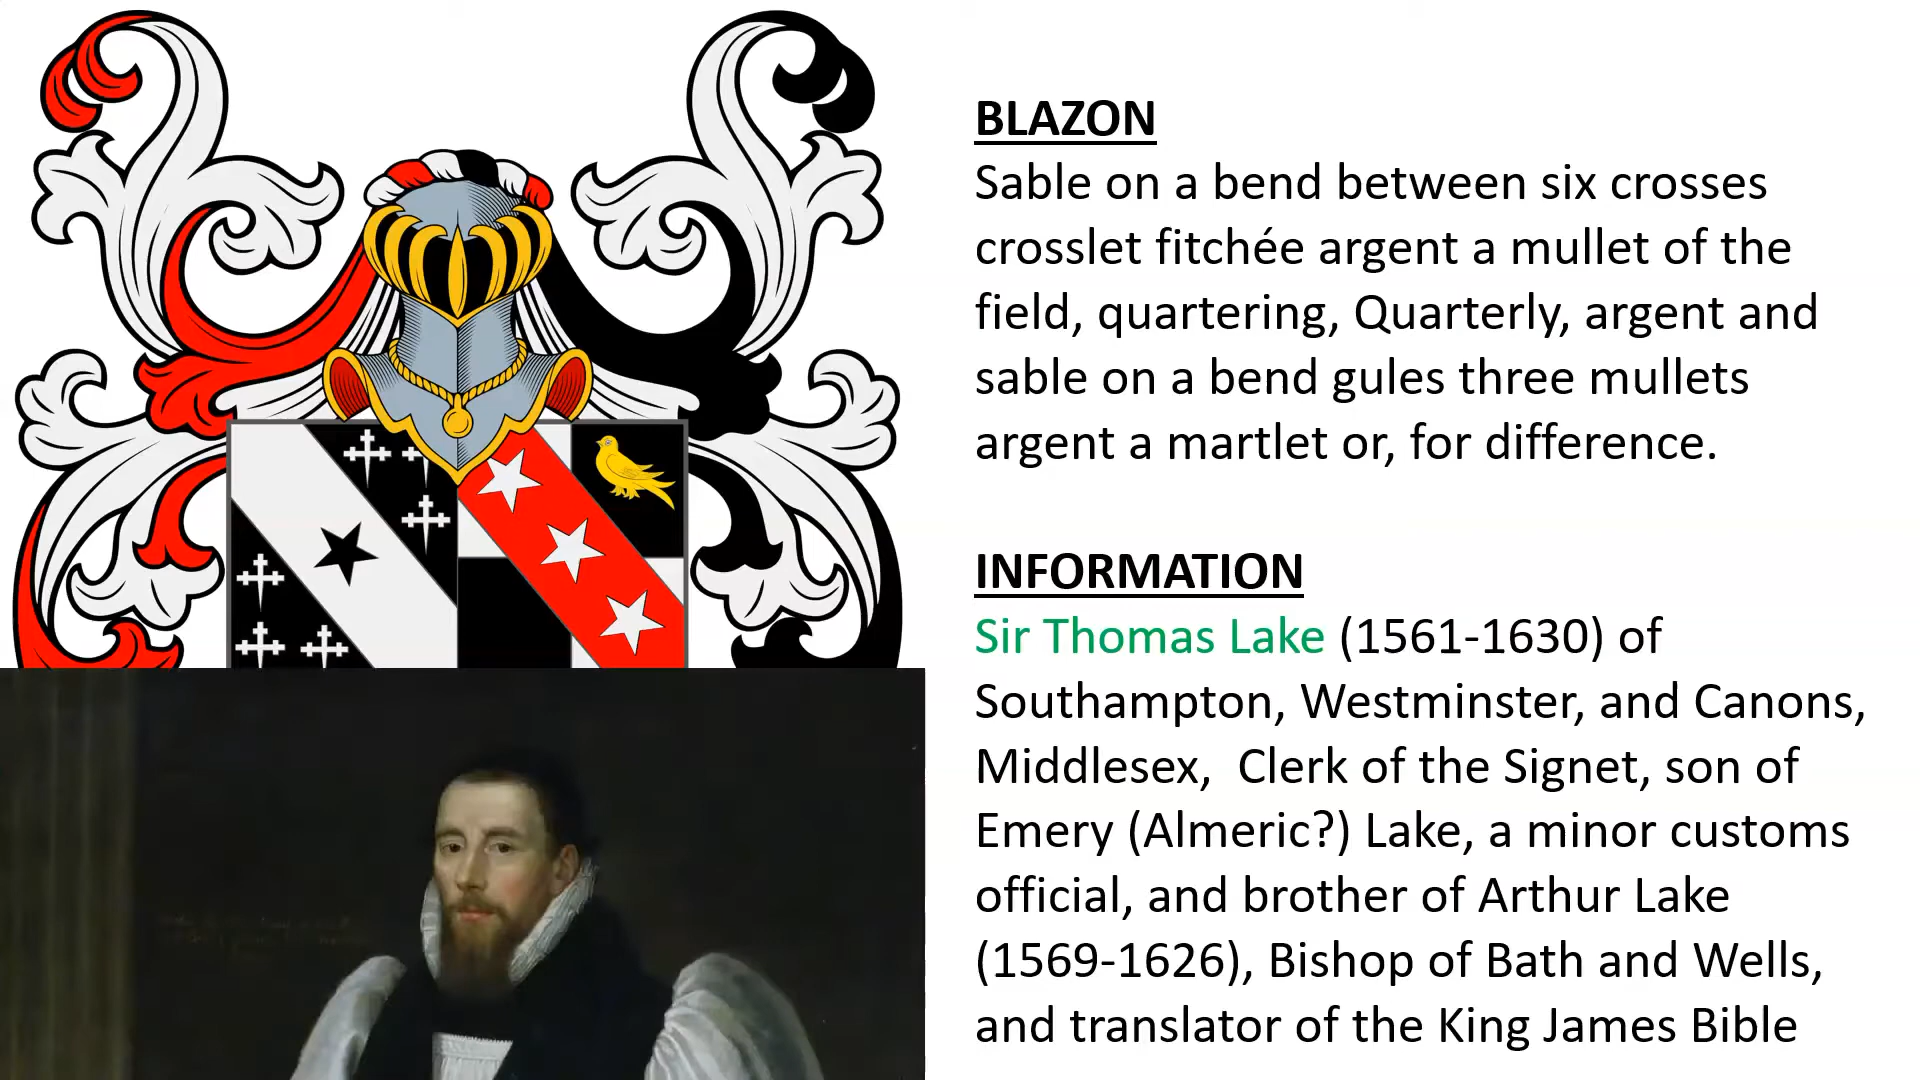 BLAZON
Sable on a bend between six crosses
crosslet fitchée argent a mullet of the
field, quartering, Quarterly, argent and
sable on a bend gules three mullets
argent a martlet or, for difference.
INFORMATION
Sir Thomas Lake (1561-1630) of
Southampton, Westminster, and Canons,
Middlesex,  Clerk of the Signet, son of
Emery (Almeric?) Lake, a minor customs
official, and brother of Arthur Lake
(1569-1626), Bishop of Bath and Wells,
and translator of the King James Bible